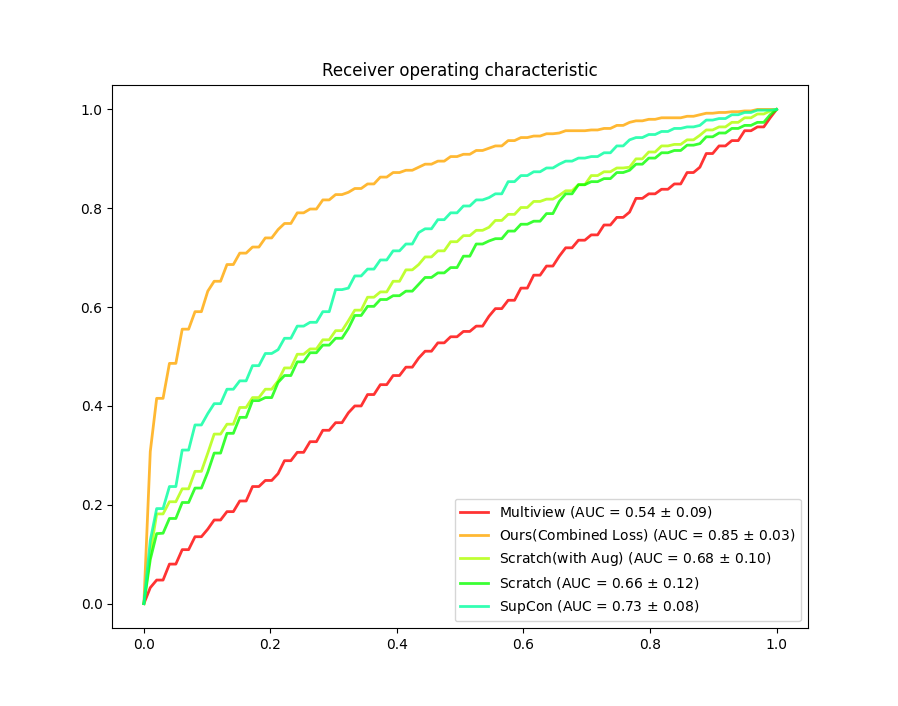 Receiver operating characteristic
1.0
0.8
0.6
0.4
0.2
0.0
0.0 0.2 0.4 0.6 0.8 1.0
Multiview (AUC = 0.54 ± 0.09)
Ours(Combined Loss) (AUC = 0.85 ± 0.03)
Scratch(with Aug) (AUC = 0.68 ± 0.10)
Scratch (AUC = 0.66 ± 0.12)
SupCon (AUC = 0.73 ± 0.08)